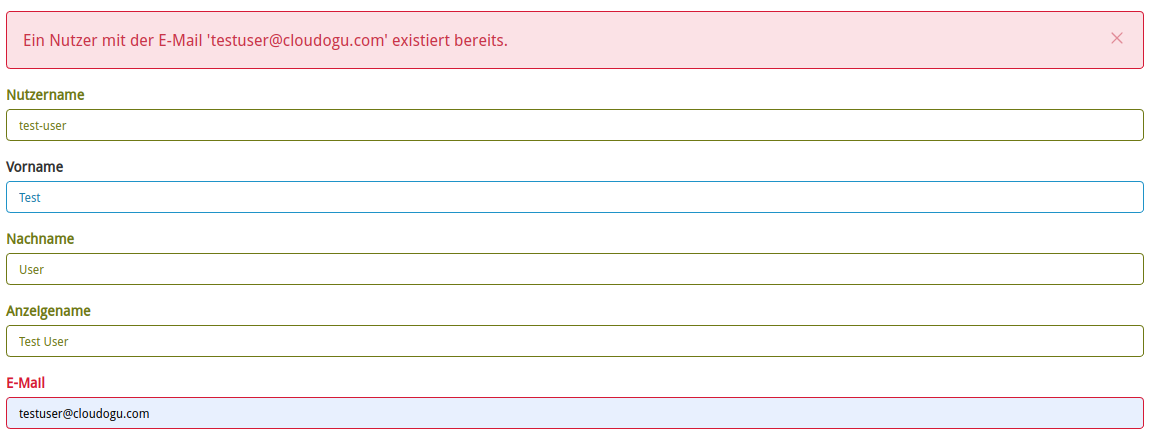 Ein Nutzer mit der E-Mail 'testuser@cloudogu.com' existiert bereits.
Nutzername
test-user
Vorname
Test
Nachname
User
Anzeigename
Test User
E-Mail
testuser@cloudogu.com